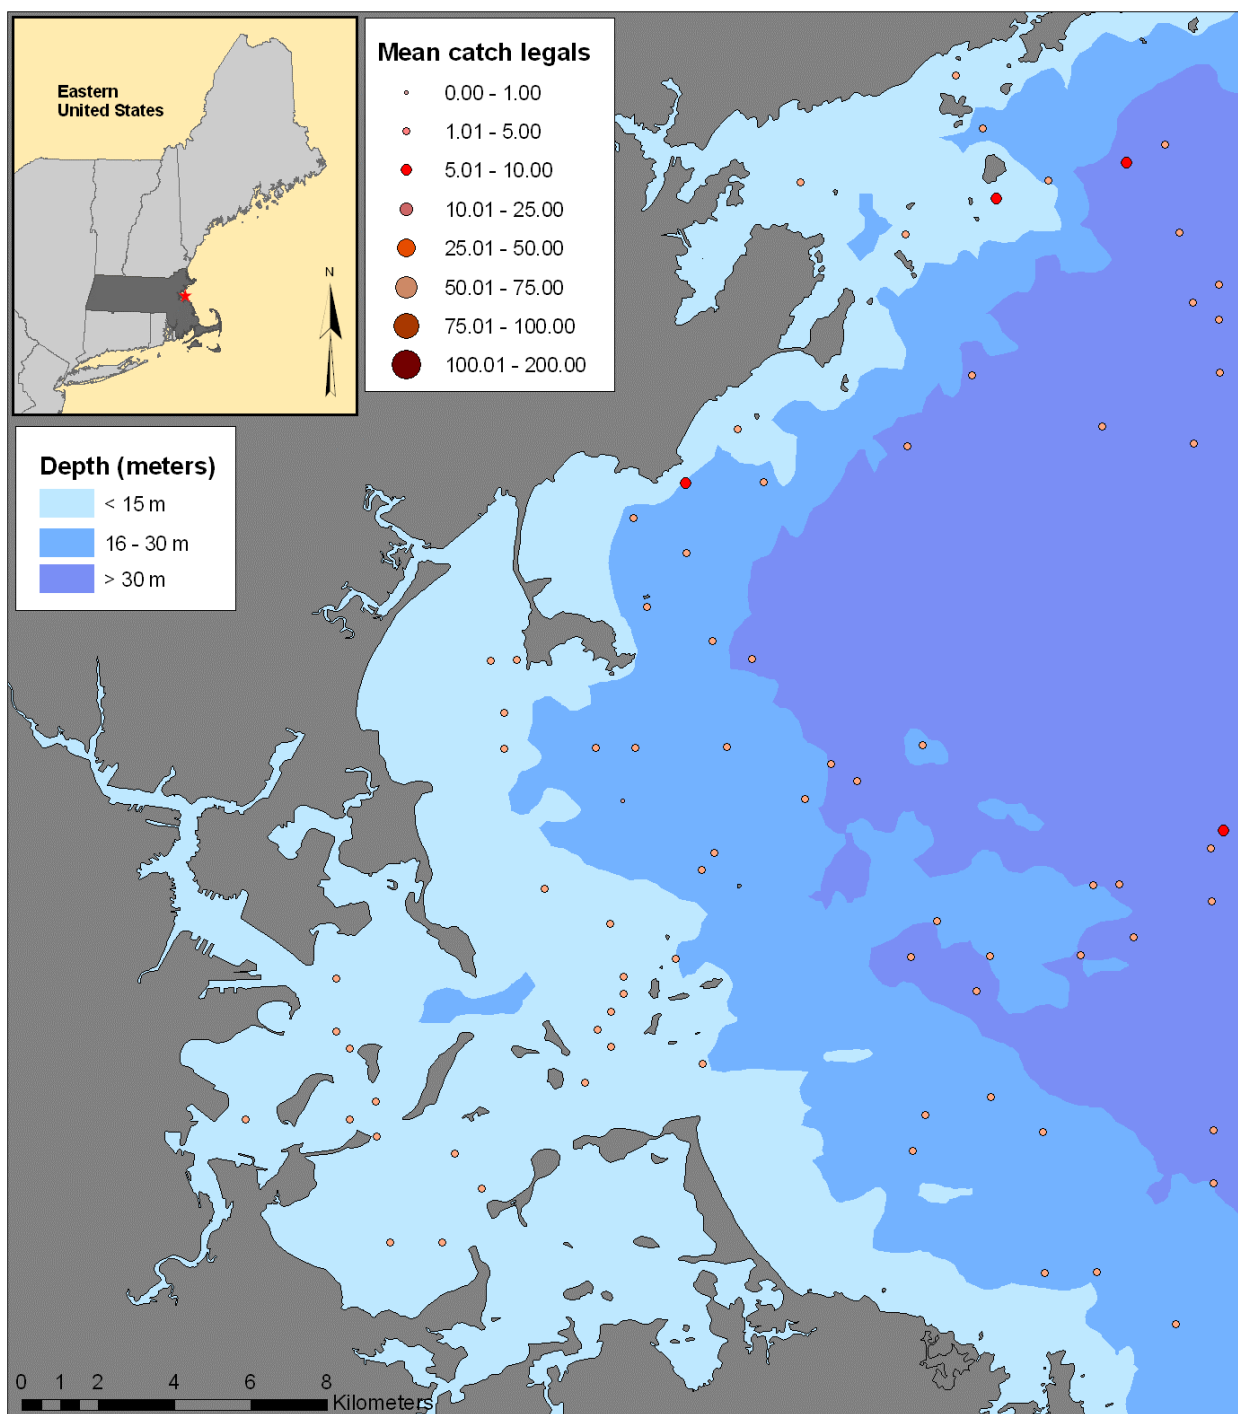 Eastern
United States
N
Mean catch legals
0.00 - 1.00
1.01 - 5.00
5.01 - 10.00
10.01 - 25.00
25.01 - 50.00
50.01 - 75.00
75.01 - 100.00
100.01 - 200.00
Depth (meters)
< 15 m
16 - 30 m
> 30 m
0 1 2 4 6 8
Kilometers